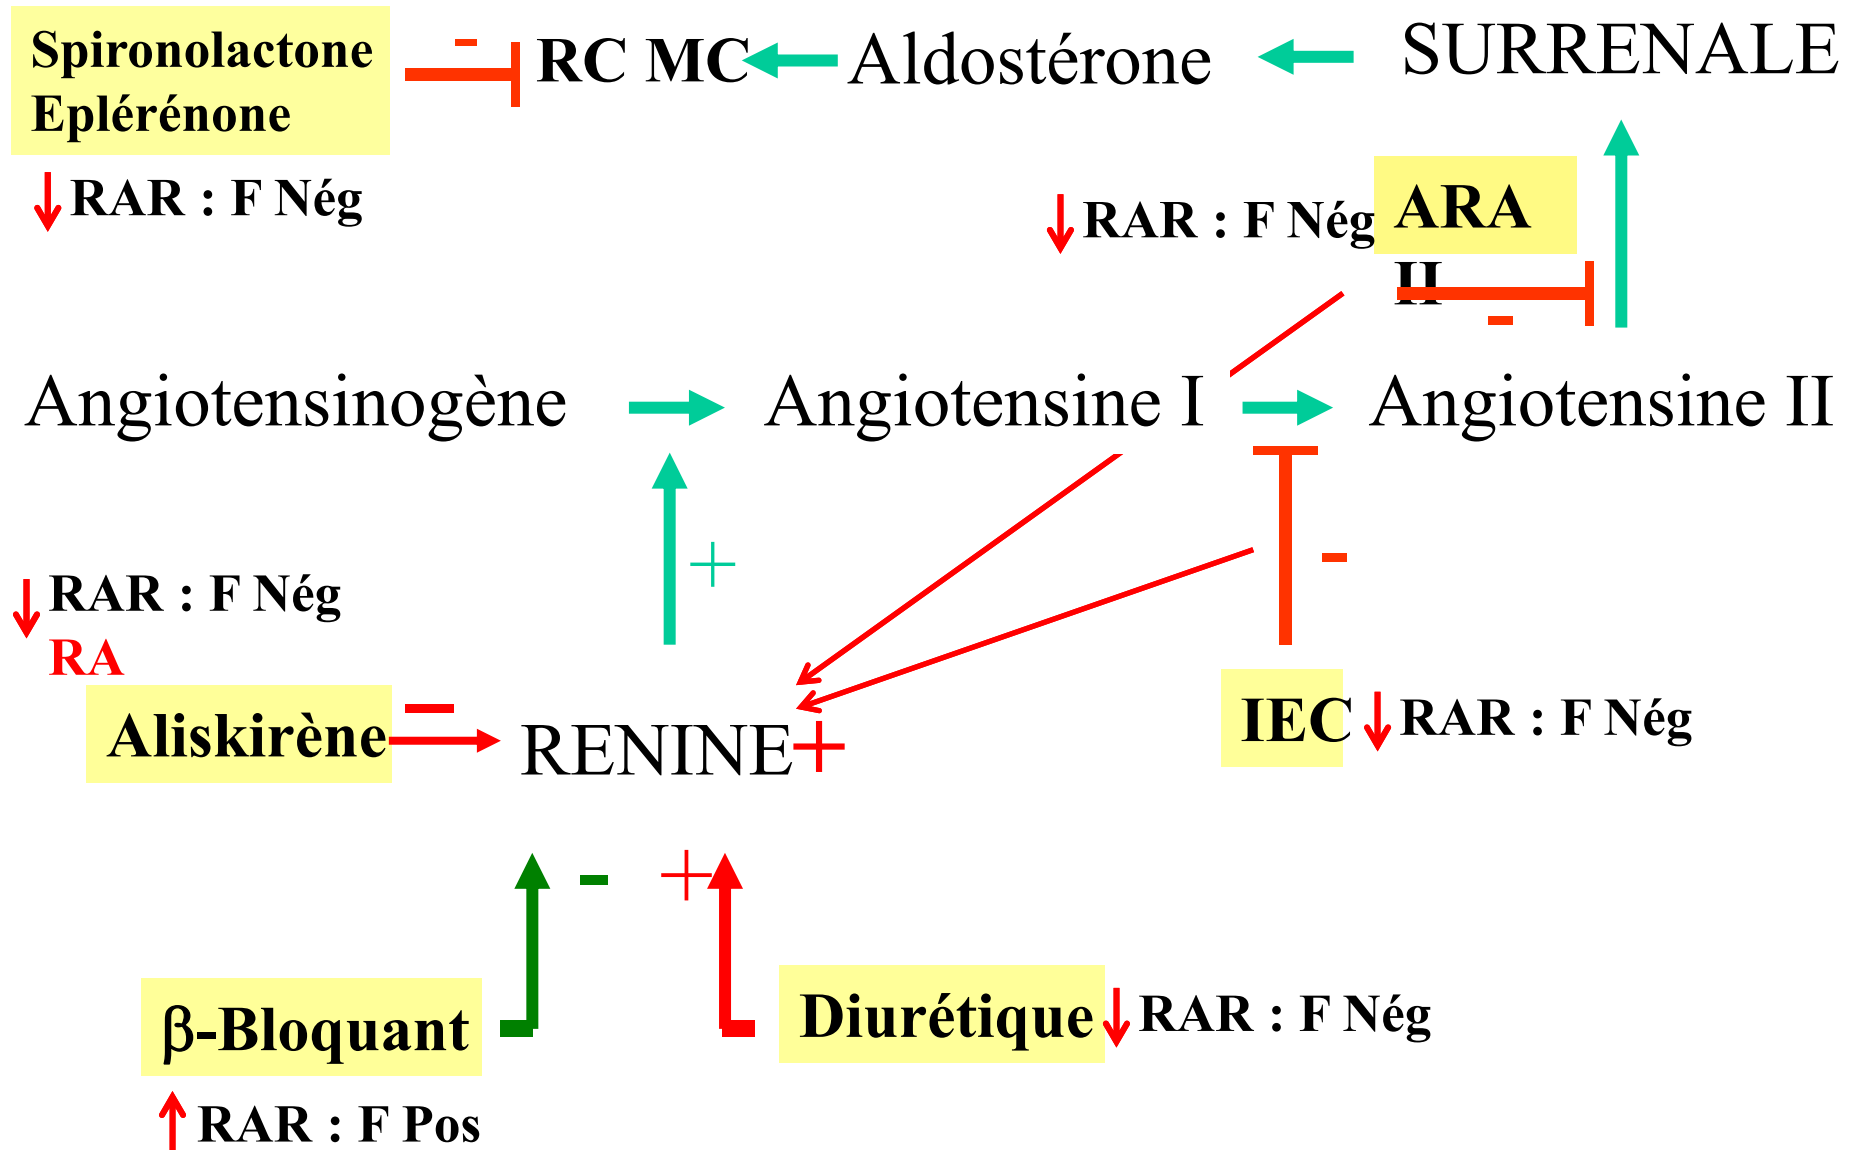 Spironolactone
Eplérénone
-
RC MC
Aldostérone
SURRENALE
RAR : F Nég
RAR : F Nég
ARA
II
-
Angiotensinogène
Angiotensine I
Angiotensine II
+
-
RAR : F Nég
RA
Aliskirène
-
RENINE+
IEC
RAR : F Nég
-
+
β-Bloquant
Diurétique
RAR : F Nég
RAR : F Pos